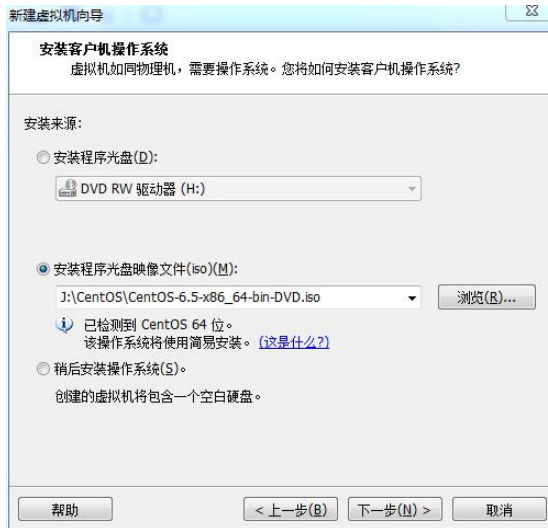 新建虚拟机向导
安装客户机操作系统
虚拟机如同物理机，需要操作系统。您将如何安装客户机操作系统?
安装来源:
安装程序光盘(D):
DVD RW 驱动器 (H:)
安装程序光盘映像文件(iso)(M):
J:\CentOS\CentOS-6.5-x86_64-bin-DVD.iso
浏览(R)...
已检测到 CentOS 64 位。
该操作系统将使用简易安装。 (这是什么?)
稍后安装操作系统(S)。
创建的虚拟机将包含一个空白硬盘。
帮助
< 上一步(B)
下一步(N) >
取消